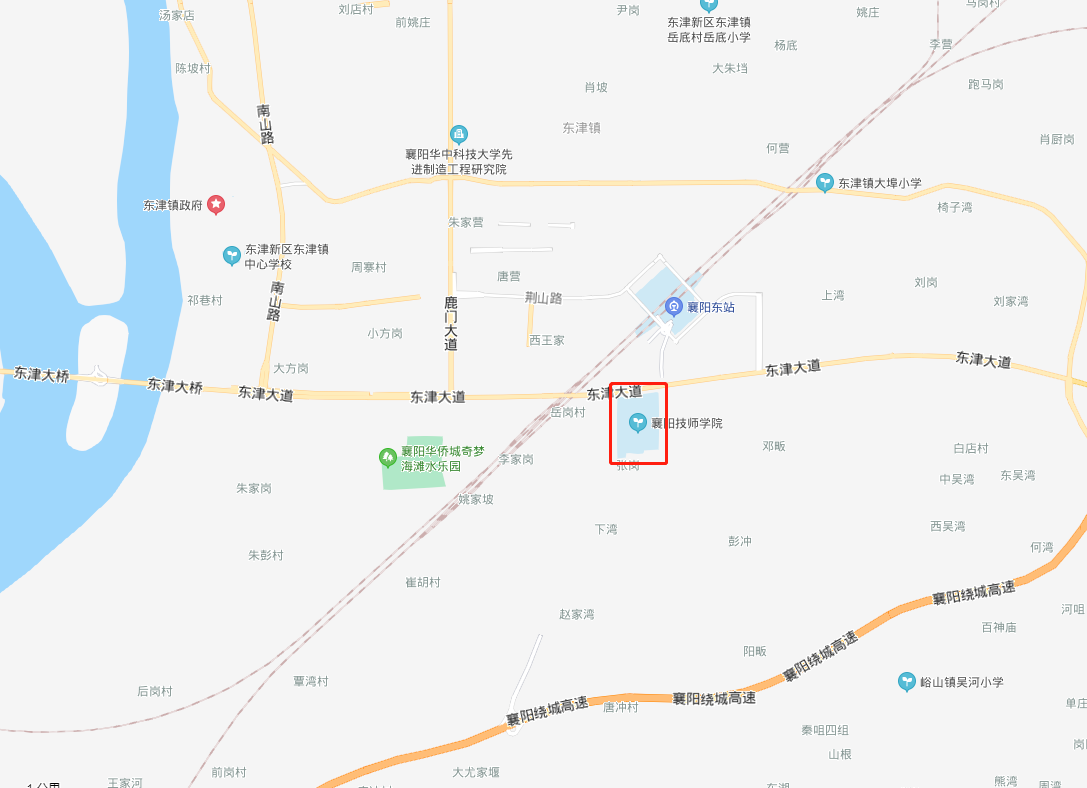 汤家店
刘店村
前姚庄
尹岗
东津新区东津镇
岳底村岳底小学
姚庄
马岗村
杨底
李营
陈坡村
大朱垱
跑马岗
肖坡
南山路
东津镇
肖厨岗
襄阳华中科技大学先
进制造工程研究院
何营
东津镇大埠小学
东津镇政府
椅子湾
朱家营
东津新区东津镇
中心学校
周寨村
唐营
刘岗
祁巷村
南山路
鹿门大道
荆山路
襄阳东站
上湾
刘家湾
小方岗
西王家
大方岗
东津大桥
东津大桥
东津大道
东津大道
东津大道
东津大道
东津大道
岳岗村
襄阳技师学院
邓畈
白店村
襄阳华侨城奇梦
海滩水乐园
李家岗
张岗
中吴湾
东吴湾
朱家岗
姚家坡
下湾
西吴湾
彭冲
何湾
朱彭村
崔胡村
襄阳绕城高速
赵家湾
河咀
百神庙
阳畈
襄阳绕城高速
峪山镇吴河小学
覃湾村
后岗村
襄阳绕城高速
襄阳绕城高速
唐冲村
单庄
秦咀四组
山根
前岗村
大尤家堰
王家河
熊湾